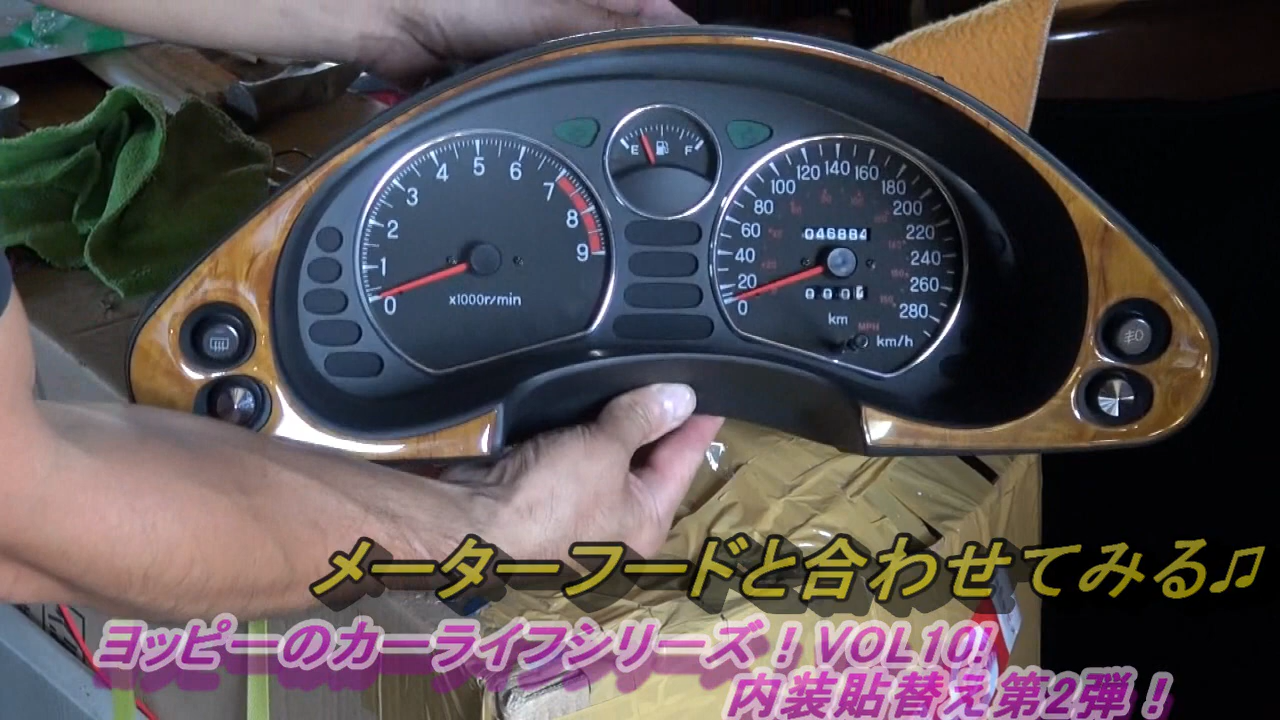 E F
0 1 2 3 4 5 6 7 8 9
x1000r/min
0 20 40 60 80 100 120 140 160 180 200 220 240 260 280
km
MPH
km/h
メーターフードと合わせてみる♫
ヨッピーのカーライフシリーズ！VOL10!
内装貼替え第2弾！